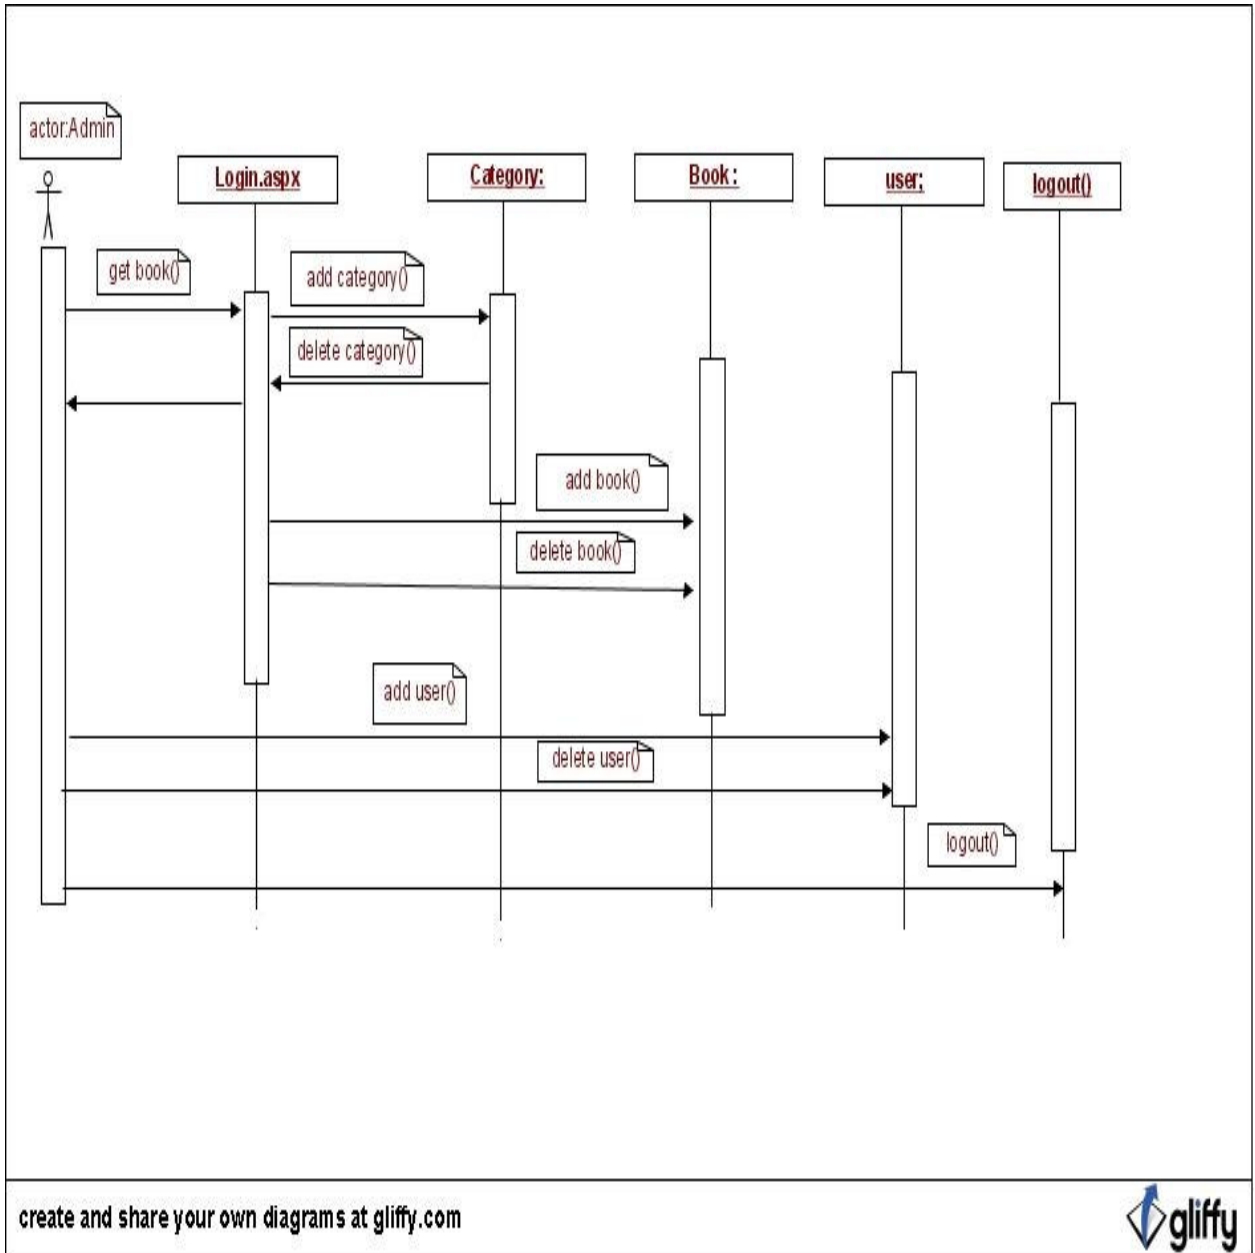 actor:Admin
Login.aspx
Category:
Book :
user;
logout()
get book()
add category()
delete category()
add book()
delete book()
add user()
delete user()
logout()
create and share your own diagrams at gliffy.com
gliffy